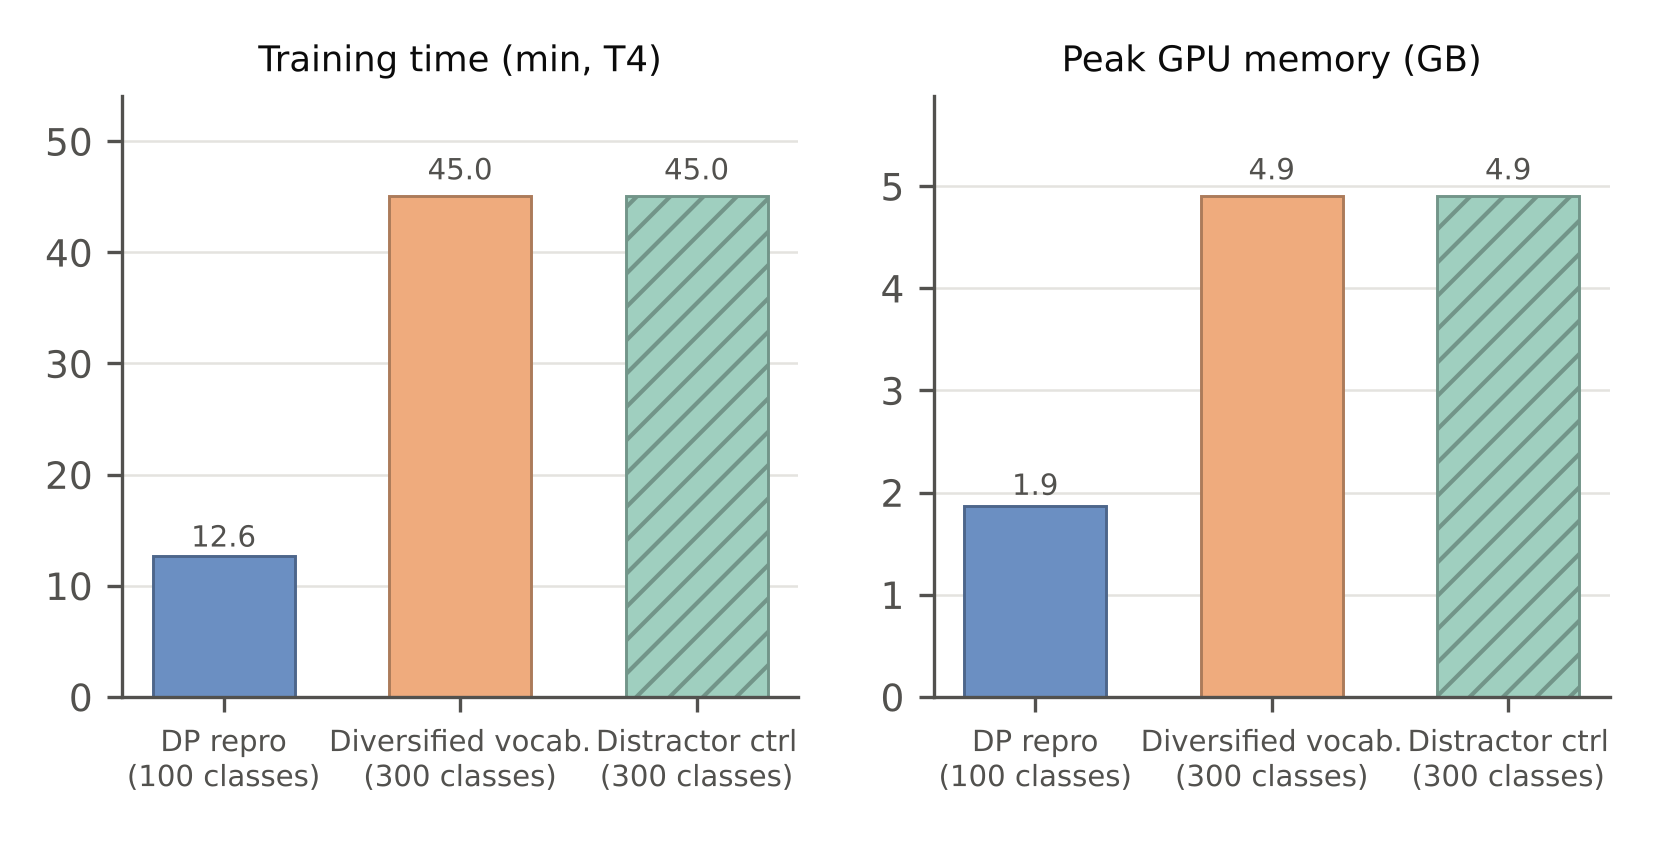 Training time (min, T4)
50
40
30
20
10
0
45.0
45.0
12.6
DP repro
(100 classes)
Diversified vocab.
(300 classes)
Distractor ctrl
(300 classes)
Peak GPU memory (GB)
5
4
3
2
1
0
4.9
4.9
1.9
DP repro
(100 classes)
Diversified vocab.
(300 classes)
Distractor ctrl
(300 classes)